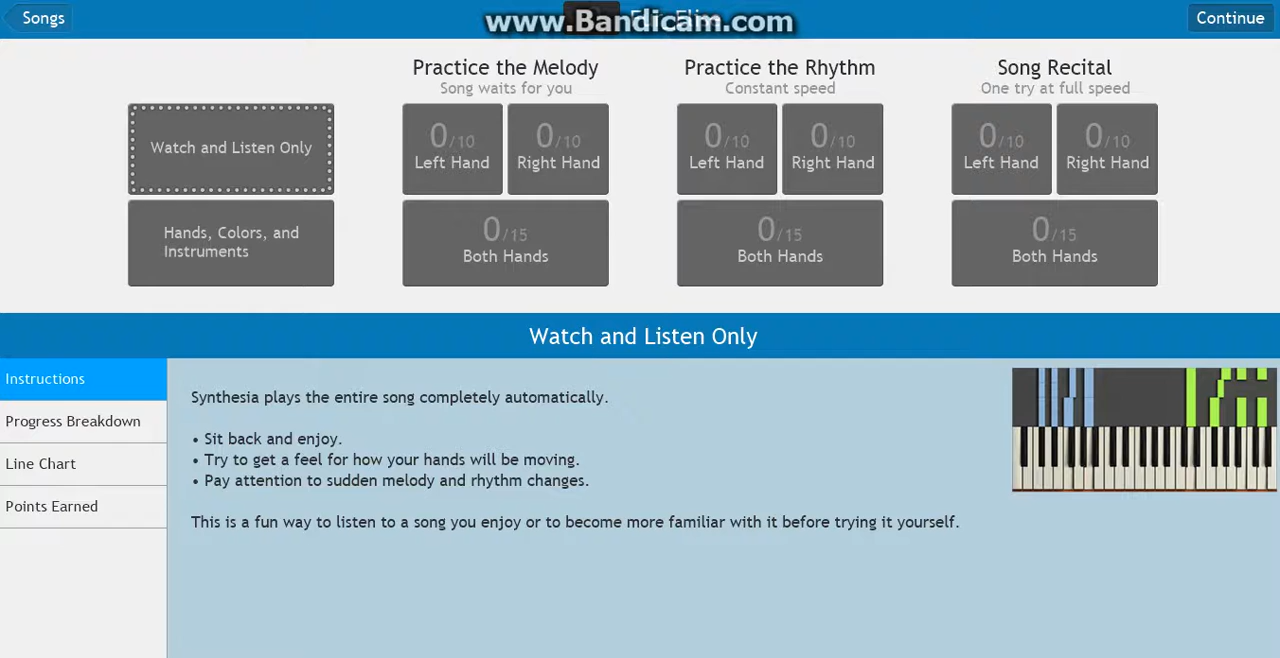 Songs
www.Bandicam.com
Continue
Practice the Melody
Song waits for you
Practice the Rhythm
Constant speed
Song Recital
One try at full speed
Watch and Listen Only
0/10
Left Hand
0/10
Right Hand
0/10
Left Hand
0/10
Right Hand
0/10
Left Hand
0/10
Right Hand
Hands, Colors, and
Instruments
0/15
Both Hands
0/15
Both Hands
0/15
Both Hands
Watch and Listen Only
Instructions
Progress Breakdown
Line Chart
Points Earned
Synthesia plays the entire song completely automatically.
• Sit back and enjoy.
• Try to get a feel for how your hands will be moving.
• Pay attention to sudden melody and rhythm changes.
This is a fun way to listen to a song you enjoy or to become more familiar with it before trying it yourself.